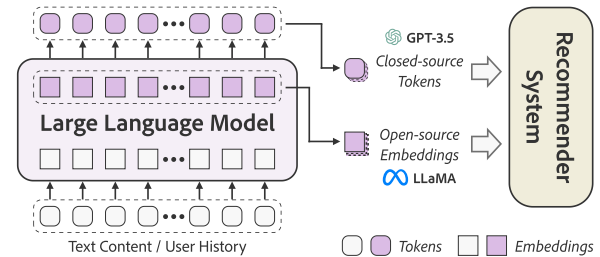 GPT-3.5
Closed-source
Tokens
Large Language Model
Open-source
Embeddings
LLaMA
Recommender
System
Text Content / User History
Tokens
Embeddings